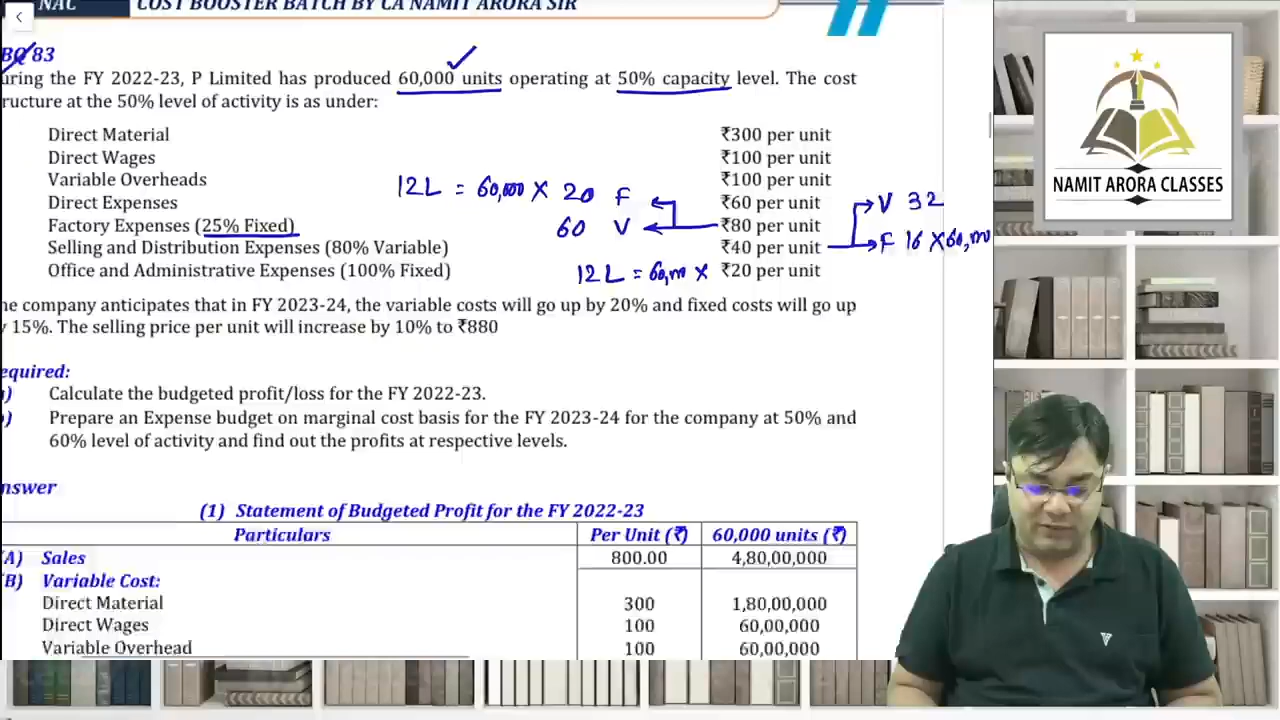 NAC COST BOOSTER BATCH BY CA NAMIT ARORA SIR
BQ 83
uring the FY 2022-23, P Limited has produced 60,000 units operating at 50% capacity level. The cost
ructure at the 50% level of activity is as under:
Direct Material ₹300 per unit
Direct Wages ₹100 per unit
Variable Overheads ₹100 per unit
Direct Expenses 12L = 60,000 X 20 F ₹60 per unit V 32
Factory Expenses (25% Fixed) 60 V ₹80 per unit
Selling and Distribution Expenses (80% Variable) ₹40 per unit F 16 X 60,m
Office and Administrative Expenses (100% Fixed) 12L = 60,m X ₹20 per unit
he company anticipates that in FY 2023-24, the variable costs will go up by 20% and fixed costs will go up
y 15%. The selling price per unit will increase by 10% to ₹880
equired:
) Calculate the budgeted profit/loss for the FY 2022-23.
) Prepare an Expense budget on marginal cost basis for the FY 2023-24 for the company at 50% and
60% level of activity and find out the profits at respective levels.
nswer
(1) Statement of Budgeted Profit for the FY 2022-23
Particulars Per Unit (₹) 60,000 units (₹)
A) Sales 800.00 4,80,00,000
B) Variable Cost:
Direct Material 300 1,80,00,000
Direct Wages 100 60,00,000
Variable Overhead 100 60,00,000
NAMIT ARORA CLASSES